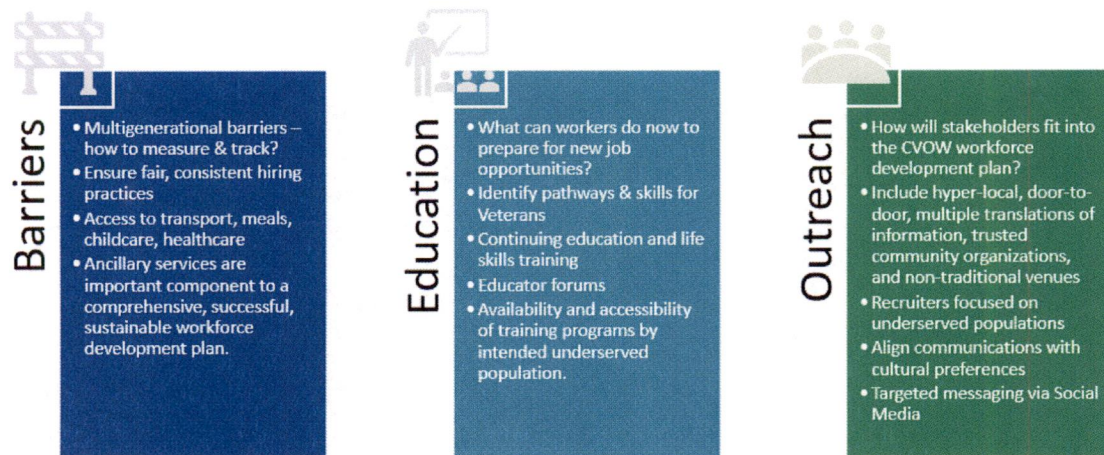 Barriers
• Multigenerational barriers –
how to measure & track?
• Ensure fair, consistent hiring
practices
• Access to transport, meals,
childcare, healthcare
• Ancillary services are
important component to a
comprehensive, successful,
sustainable workforce
development plan.
Education
• What can workers do now to
prepare for new job
opportunities?
• Identify pathways & skills for
Veterans
• Continuing education and life
skills training
• Educator forums
• Availability and accessibility
of training programs by
intended underserved
population.
Outreach
• How will stakeholders fit into
the CVOW workforce
development plan?
• Include hyper-local, door-to-
door, multiple translations of
information, trusted
community organizations,
and non-traditional venues
• Recruiters focused on
underserved populations
• Align communications with
cultural preferences
• Targeted messaging via Social
Media